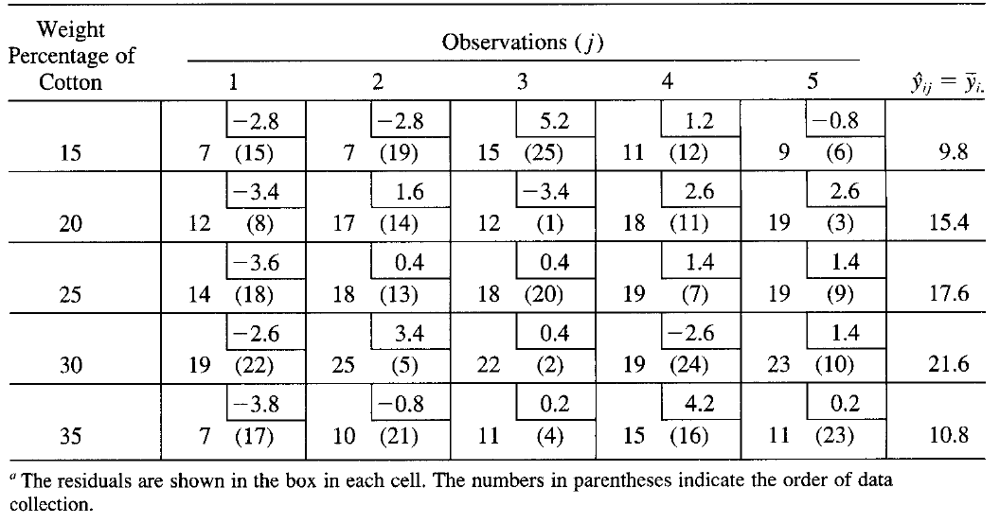 Weight
Percentage of Observations (j)
Cotton 1 2 3 4 5 ŷij = ȳi.
−2.8 −2.8 5.2 1.2 −0.8
15 7 (15) 7 (19) 15 (25) 11 (12) 9 (6) 9.8
−3.4 1.6 −3.4 2.6 2.6
20 12 (8) 17 (14) 12 (1) 18 (11) 19 (3) 15.4
−3.6 0.4 0.4 1.4 1.4
25 14 (18) 18 (13) 18 (20) 19 (7) 19 (9) 17.6
−2.6 3.4 0.4 −2.6 1.4
30 19 (22) 25 (5) 22 (2) 19 (24) 23 (10) 21.6
−3.8 −0.8 0.2 4.2 0.2
35 7 (17) 10 (21) 11 (4) 15 (16) 11 (23) 10.8
a The residuals are shown in the box in each cell. The numbers in parentheses indicate the order of data
collection.